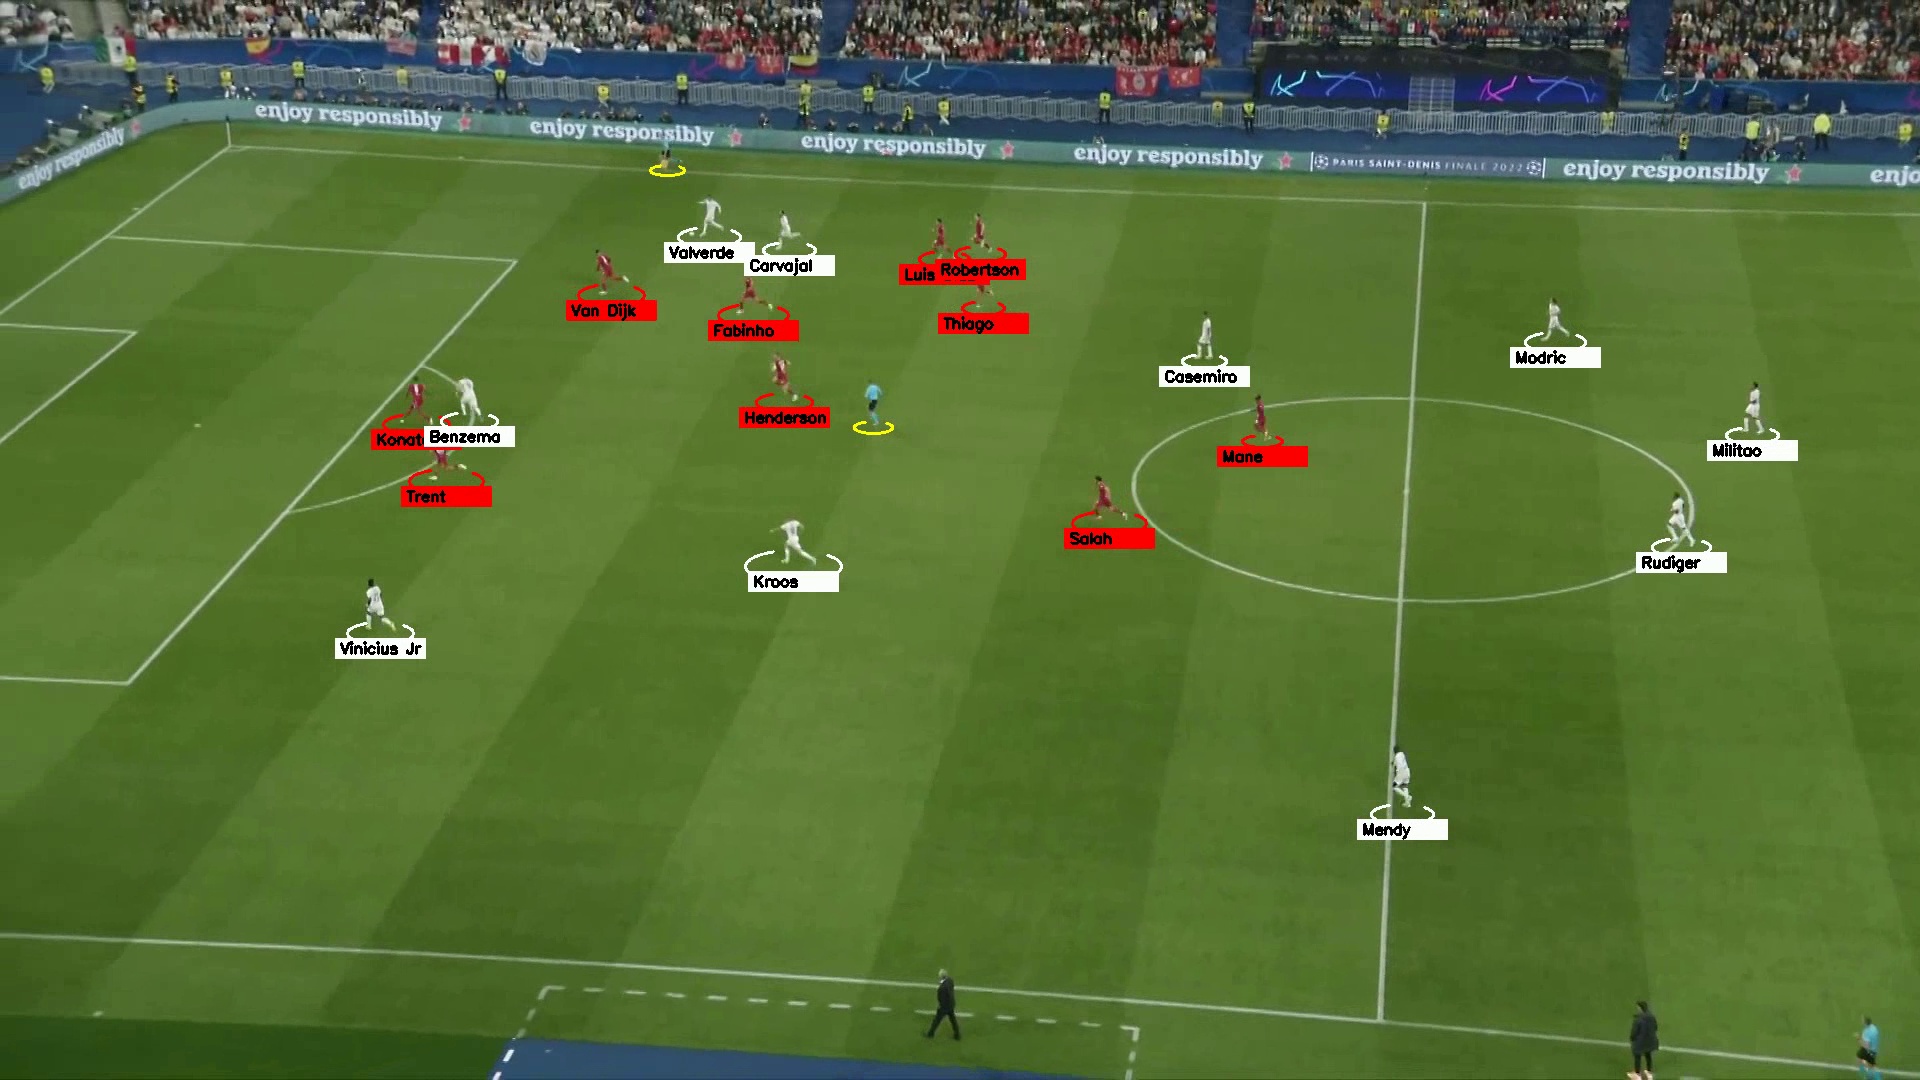 enjoy responsibly
enjoy responsibly
enjoy responsibly
enjoy responsibly
PARIS SAINT-DENIS FINALE 2022
enjoy responsibly
enjo
enjoy responsibly
Valverde
Carvajal
Luis
Robertson
Van Dijk
Fabinho
Thiago
Modric
Casemiro
Henderson
Konat
Benzema
Mane
Militao
Trent
Salah
Rudiger
Kroos
Vinicius Jr
Mendy